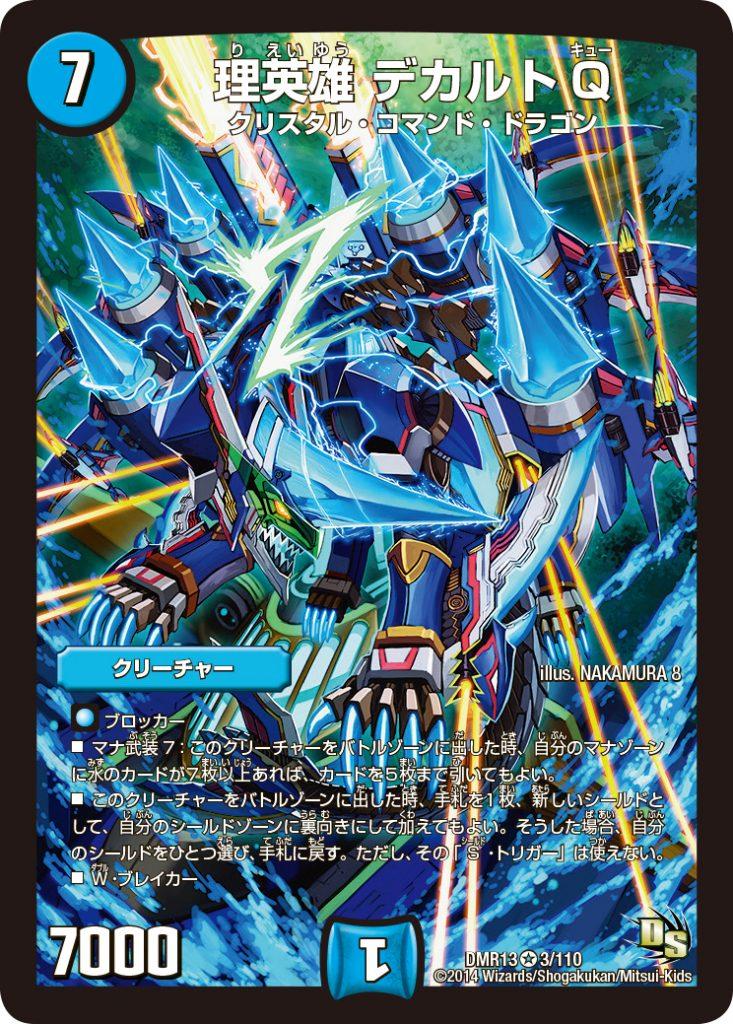 7
理英雄 デカルトQ
りえいゆう キュー
クリスタル・コマンド・ドラゴン
クリーチャー
illus. NAKAMURA 8
ブロッカー
■ マナ武装 7：このクリーチャーをバトルゾーンに出した時、自分のマナゾーン
に水のカードが7枚以上あれば、カードを5枚まで引いてもよい。
■ このクリーチャーをバトルゾーンに出した時、手札を1枚、新しいシールドと
して、自分のシールドゾーンに裏向きにして加えてもよい。そうした場合、自分
のシールドをひとつ選び、手札に戻す。ただし、その「S・トリガー」は使えない。
■ W・ブレイカー
7000
1
DS
DMR13 ✪ 3/110
©2014 Wizards/Shogakukan/Mitsui-Kids